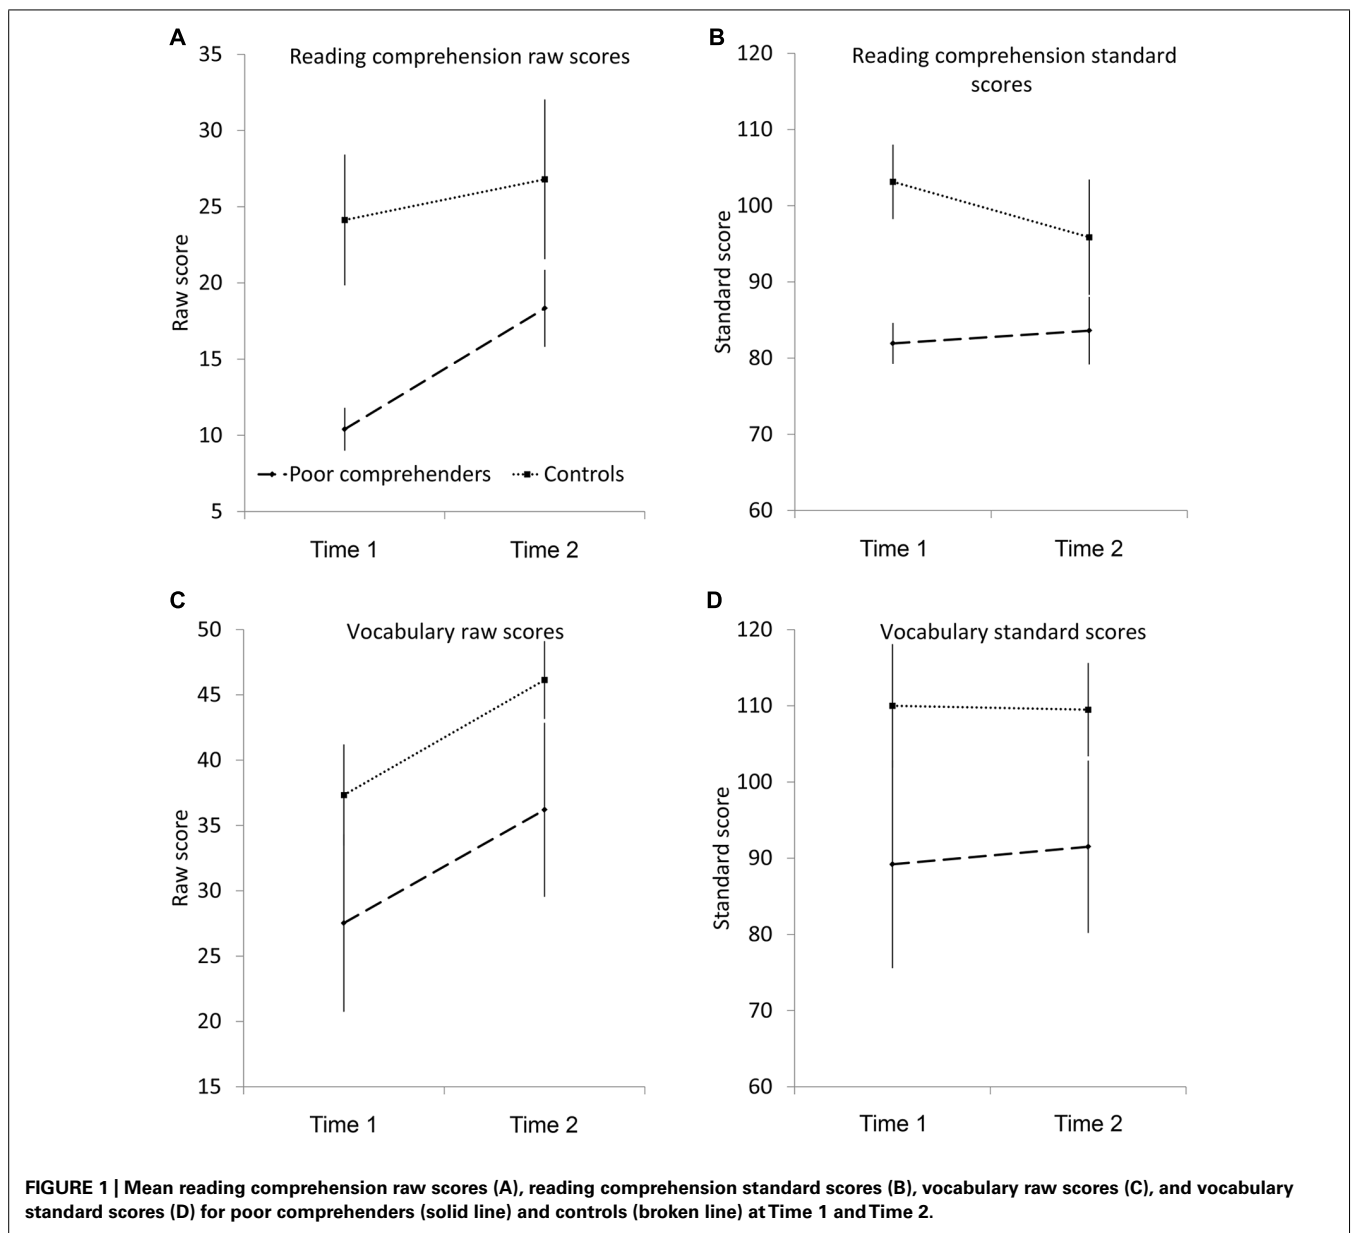 A
Reading comprehension raw scores
35
30
25
20
15
10
5
Raw score
Poor comprehenders
Controls
Time 1
Time 2
B
Reading comprehension standard
scores
120
110
100
90
80
70
60
Standard score
Time 1
Time 2
C
Vocabulary raw scores
50
45
40
35
30
25
20
15
Raw score
Time 1
Time 2
D
Vocabulary standard scores
120
110
100
90
80
70
60
Standard score
Time 1
Time 2
FIGURE 1 | Mean reading comprehension raw scores (A), reading comprehension standard scores (B), vocabulary raw scores (C), and vocabulary
standard scores (D) for poor comprehenders (solid line) and controls (broken line) at Time 1 and Time 2.